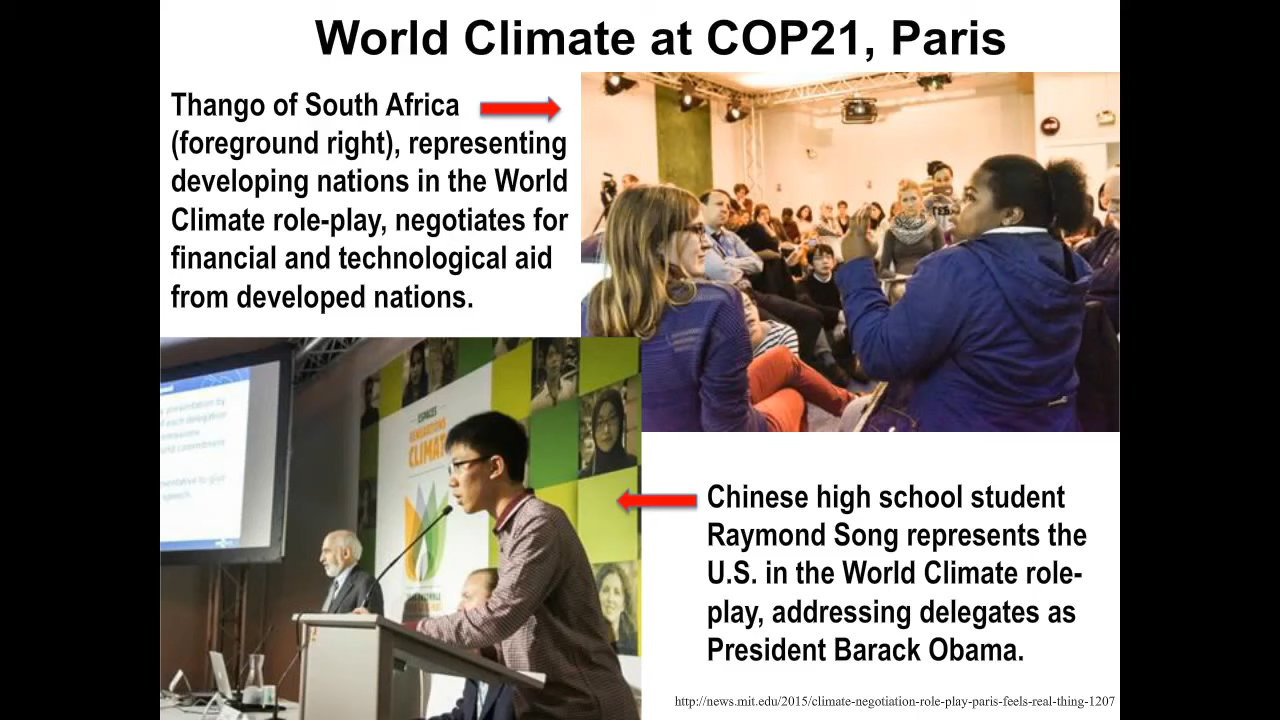 World Climate at COP21, Paris
Thango of South Africa
(foreground right), representing
developing nations in the World
Climate role-play, negotiates for
financial and technological aid
from developed nations.
CLIMAT
Chinese high school student
Raymond Song represents the
U.S. in the World Climate role-
play, addressing delegates as
President Barack Obama.
http://news.mit.edu/2015/climate-negotiation-role-play-paris-feels-real-thing-1207